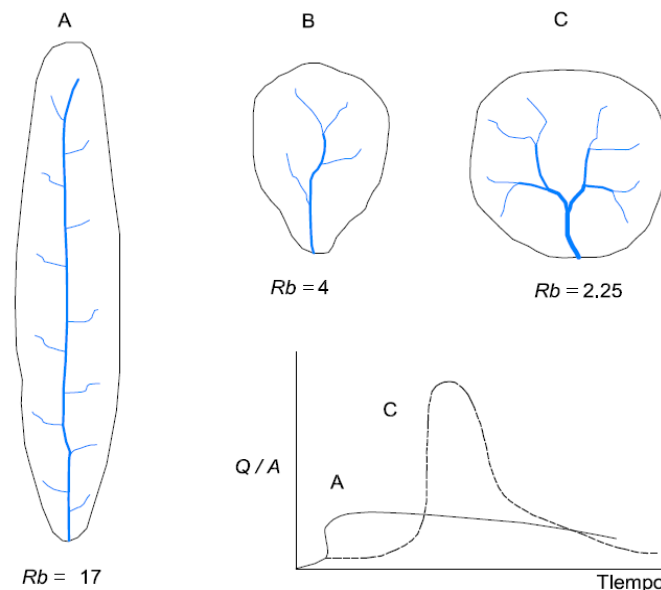 A
B
C
Rb = 4
Rb = 2.25
C
Q / A
A
Rb = 17
TIempo